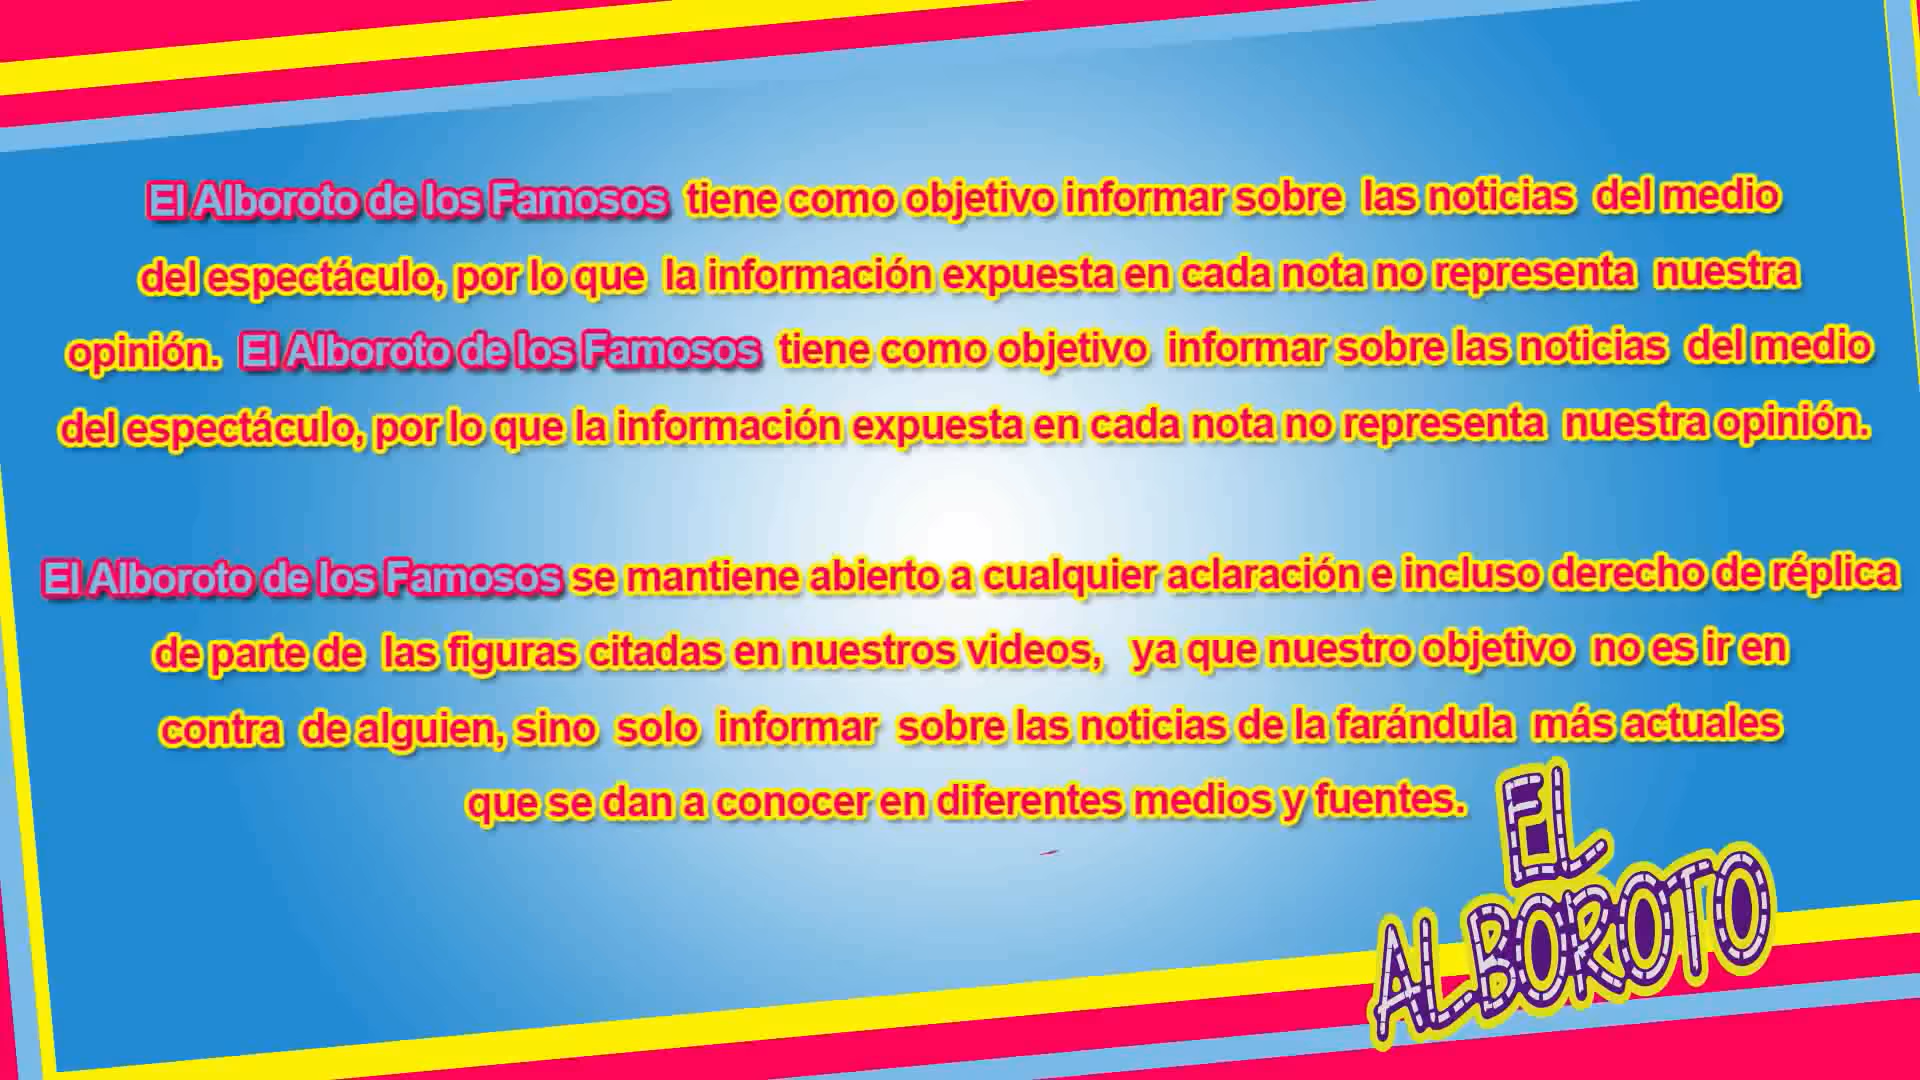 El Alboroto de los Famosos tiene como objetivo informar sobre las noticias del medio
del espectáculo, por lo que la información expuesta en cada nota no representa nuestra
opinión. El Alboroto de los Famosos tiene como objetivo informar sobre las noticias del medio
del espectáculo, por lo que la información expuesta en cada nota no representa nuestra opinión.
El Alboroto de los Famosos se mantiene abierto a cualquier aclaración e incluso derecho de réplica
de parte de las figuras citadas en nuestros videos, ya que nuestro objetivo no es ir en
contra de alguien, sino solo informar sobre las noticias de la farándula más actuales
que se dan a conocer en diferentes medios y fuentes.
EL
ALBOROTO